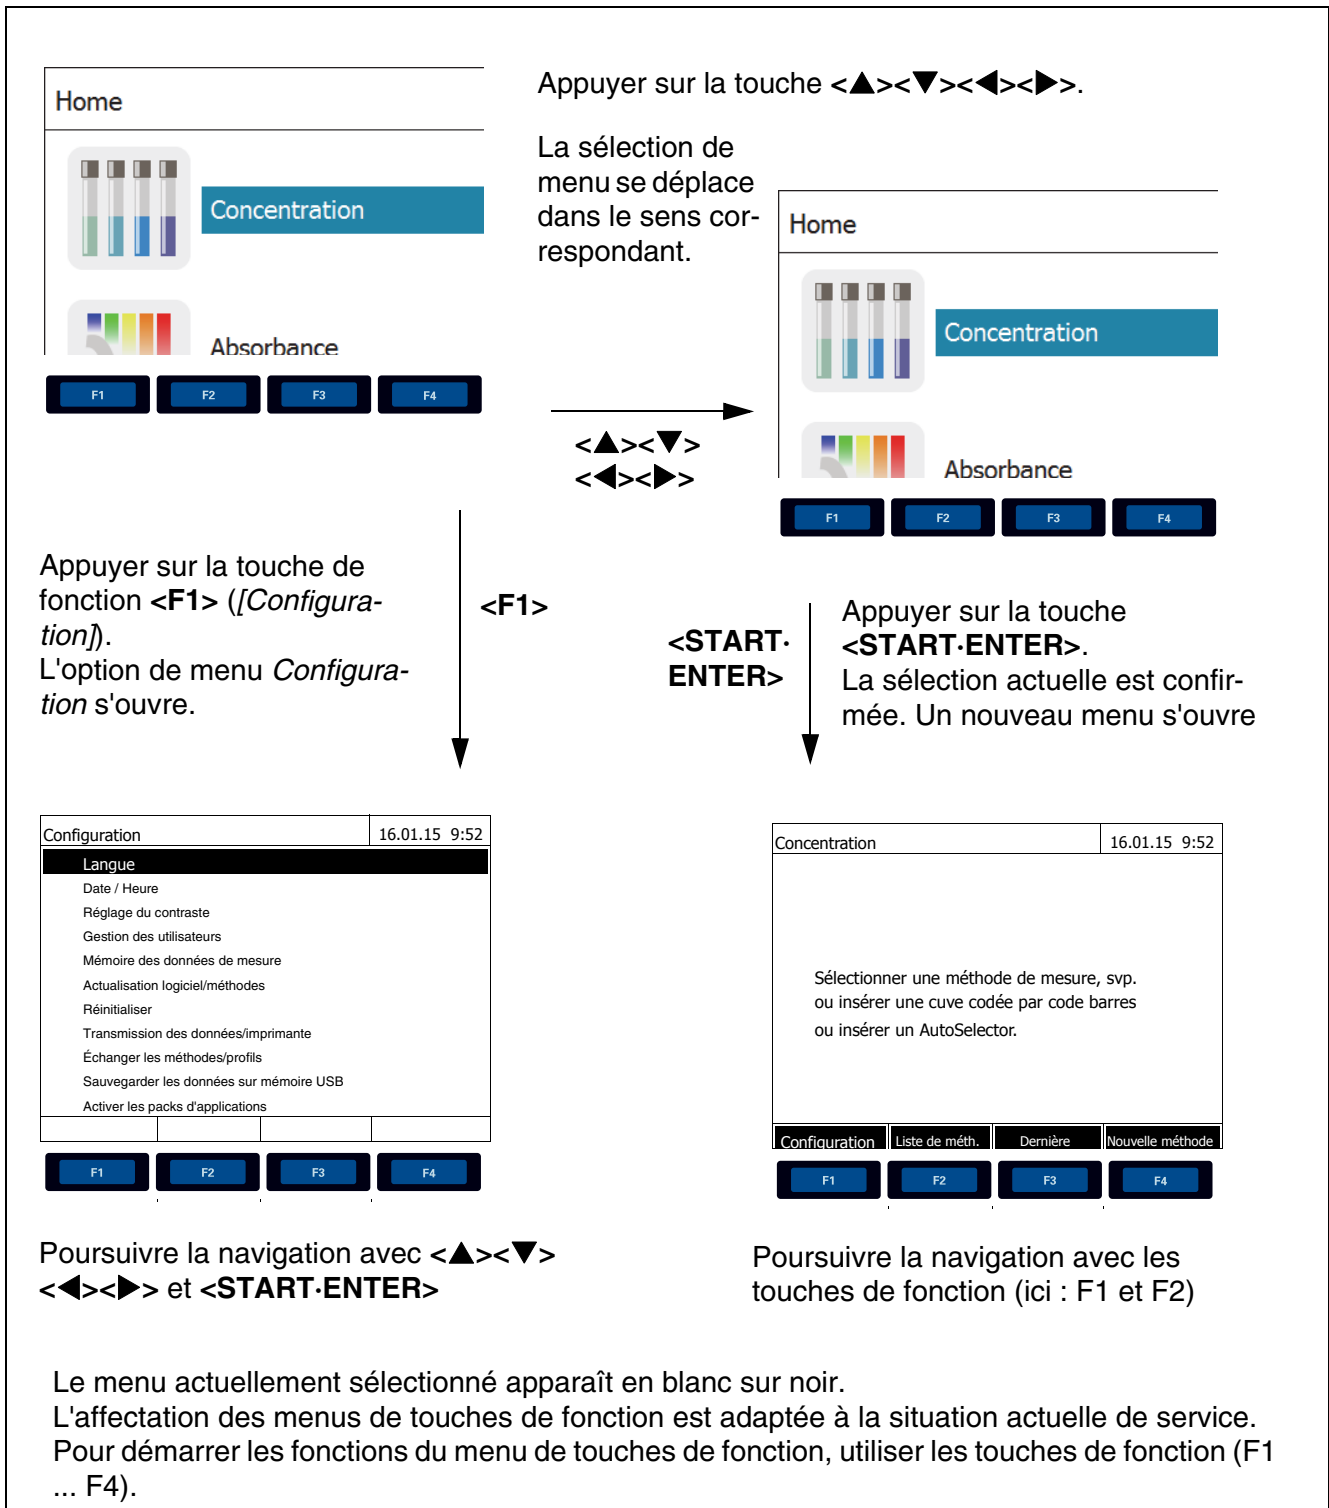 Home
Concentration
Absorbance
F1 F2 F3 F4
Appuyer sur la touche <▲><▼><◀><▶>.
La sélection de
menu se déplace
dans le sens cor-
respondant.
<▲><▼>
<◀><▶>
Home
Concentration
Absorbance
F1 F2 F3 F4
Appuyer sur la touche de
fonction <F1> ([Configura-
tion]).
L'option de menu Configura-
tion s'ouvre.
<F1>
<START·
ENTER>
Appuyer sur la touche
<START·ENTER>.
La sélection actuelle est confir-
mée. Un nouveau menu s'ouvre
Configuration 16.01.15 9:52
Langue
Date / Heure
Réglage du contraste
Gestion des utilisateurs
Mémoire des données de mesure
Actualisation logiciel/méthodes
Réinitialiser
Transmission des données/imprimante
Échanger les méthodes/profils
Sauvegarder les données sur mémoire USB
Activer les packs d'applications
F1 F2 F3 F4
Poursuivre la navigation avec <▲><▼>
<◀><▶> et <START·ENTER>
Concentration 16.01.15 9:52
Sélectionner une méthode de mesure, svp.
ou insérer une cuve codée par code barres
ou insérer un AutoSelector.
Configuration Liste de méth. Dernière Nouvelle méthode
F1 F2 F3 F4
Poursuivre la navigation avec les
touches de fonction (ici : F1 et F2)
Le menu actuellement sélectionné apparaît en blanc sur noir.
L'affectation des menus de touches de fonction est adaptée à la situation actuelle de service.
Pour démarrer les fonctions du menu de touches de fonction, utiliser les touches de fonction (F1
... F4).